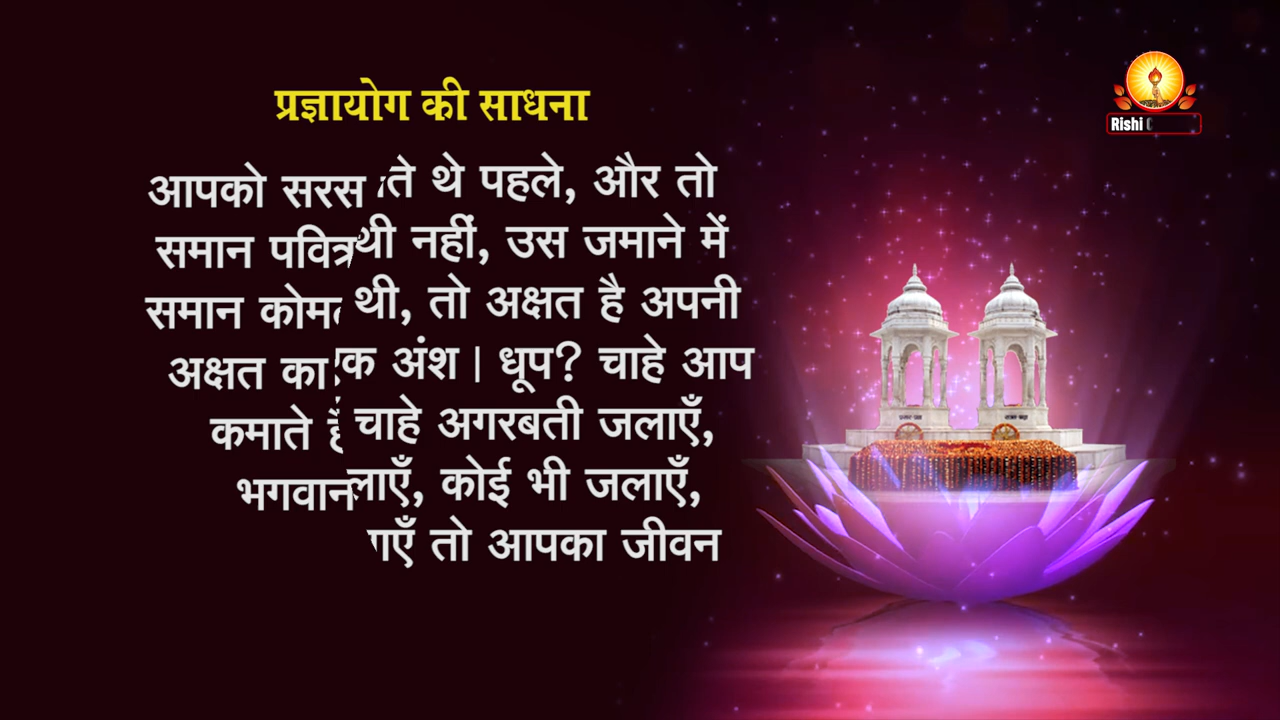 प्रज्ञायोग की साधना
Rishi
आपको सरस ते थे पहले, और तो
समान पवित्र थी नहीं, उस जमाने में
समान थी, तो अक्षत है अपनी
अक्षत का अंश। धूप? चाहे आप
कमाते चाहे अगरबती जलाएँ,
भगवान कोई भी जलाएँ,
तो आपका जीवन